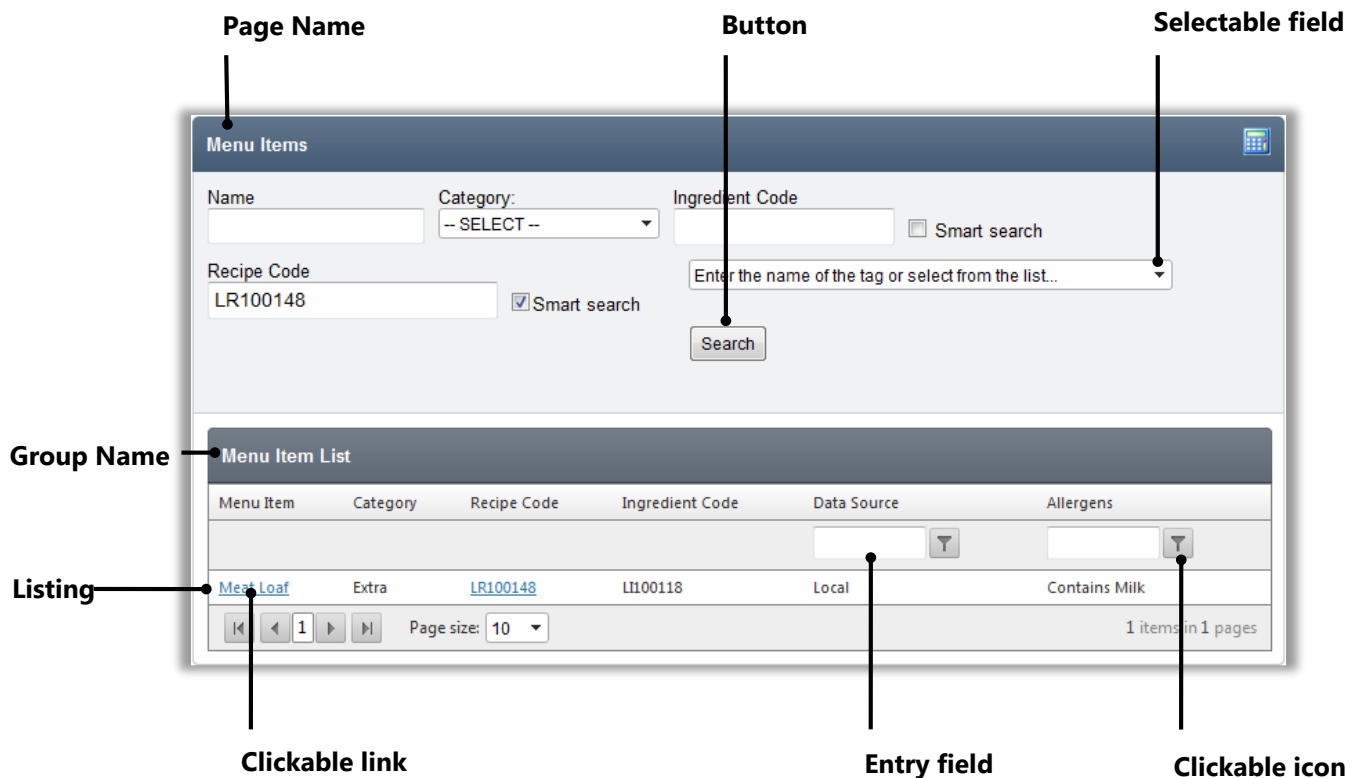 Page Name Button Selectable field
Menu Items
Name Category: Ingredient Code
-- SELECT -- Smart search
Recipe Code Enter the name of the tag or select from the list...
LR100148 Smart search
Search
Group Name Menu Item List
Menu Item Category Recipe Code Ingredient Code Data Source Allergens
Listing Meat Loaf Extra LR100148 LI100118 Local Contains Milk
1 Page size: 10 1 items in 1 pages
Clickable link Entry field Clickable icon